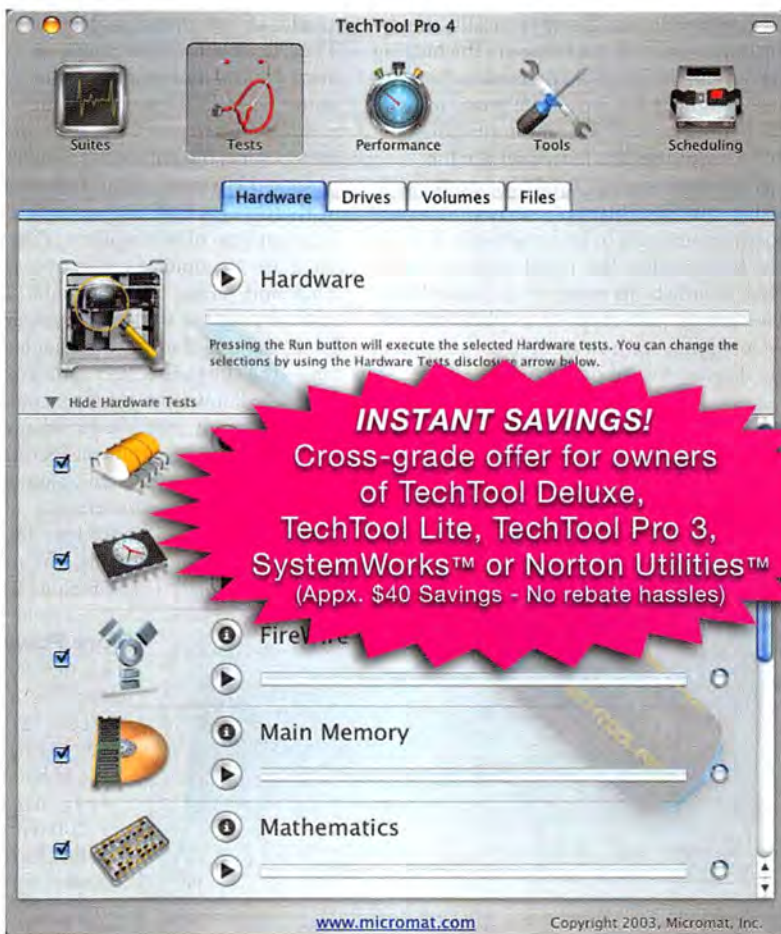 TechTool Pro 4
Suites
Tests
Performance
Tools
Scheduling
Hardware
Drives
Volumes
Files
Hardware
Pressing the Run button will execute the selected Hardware tests. You can change the
selections by using the Hardware Tests disclosure arrow below.
Hide Hardware Tests
INSTANT SAVINGS!
Cross-grade offer for owners
of TechTool Deluxe,
TechTool Lite, TechTool Pro 3,
SystemWorks™ or Norton Utilities™
(Appx. $40 Savings - No rebate hassles)
FireWire
Main Memory
Mathematics
www.micromat.com
Copyright 2003, Micromat, Inc.